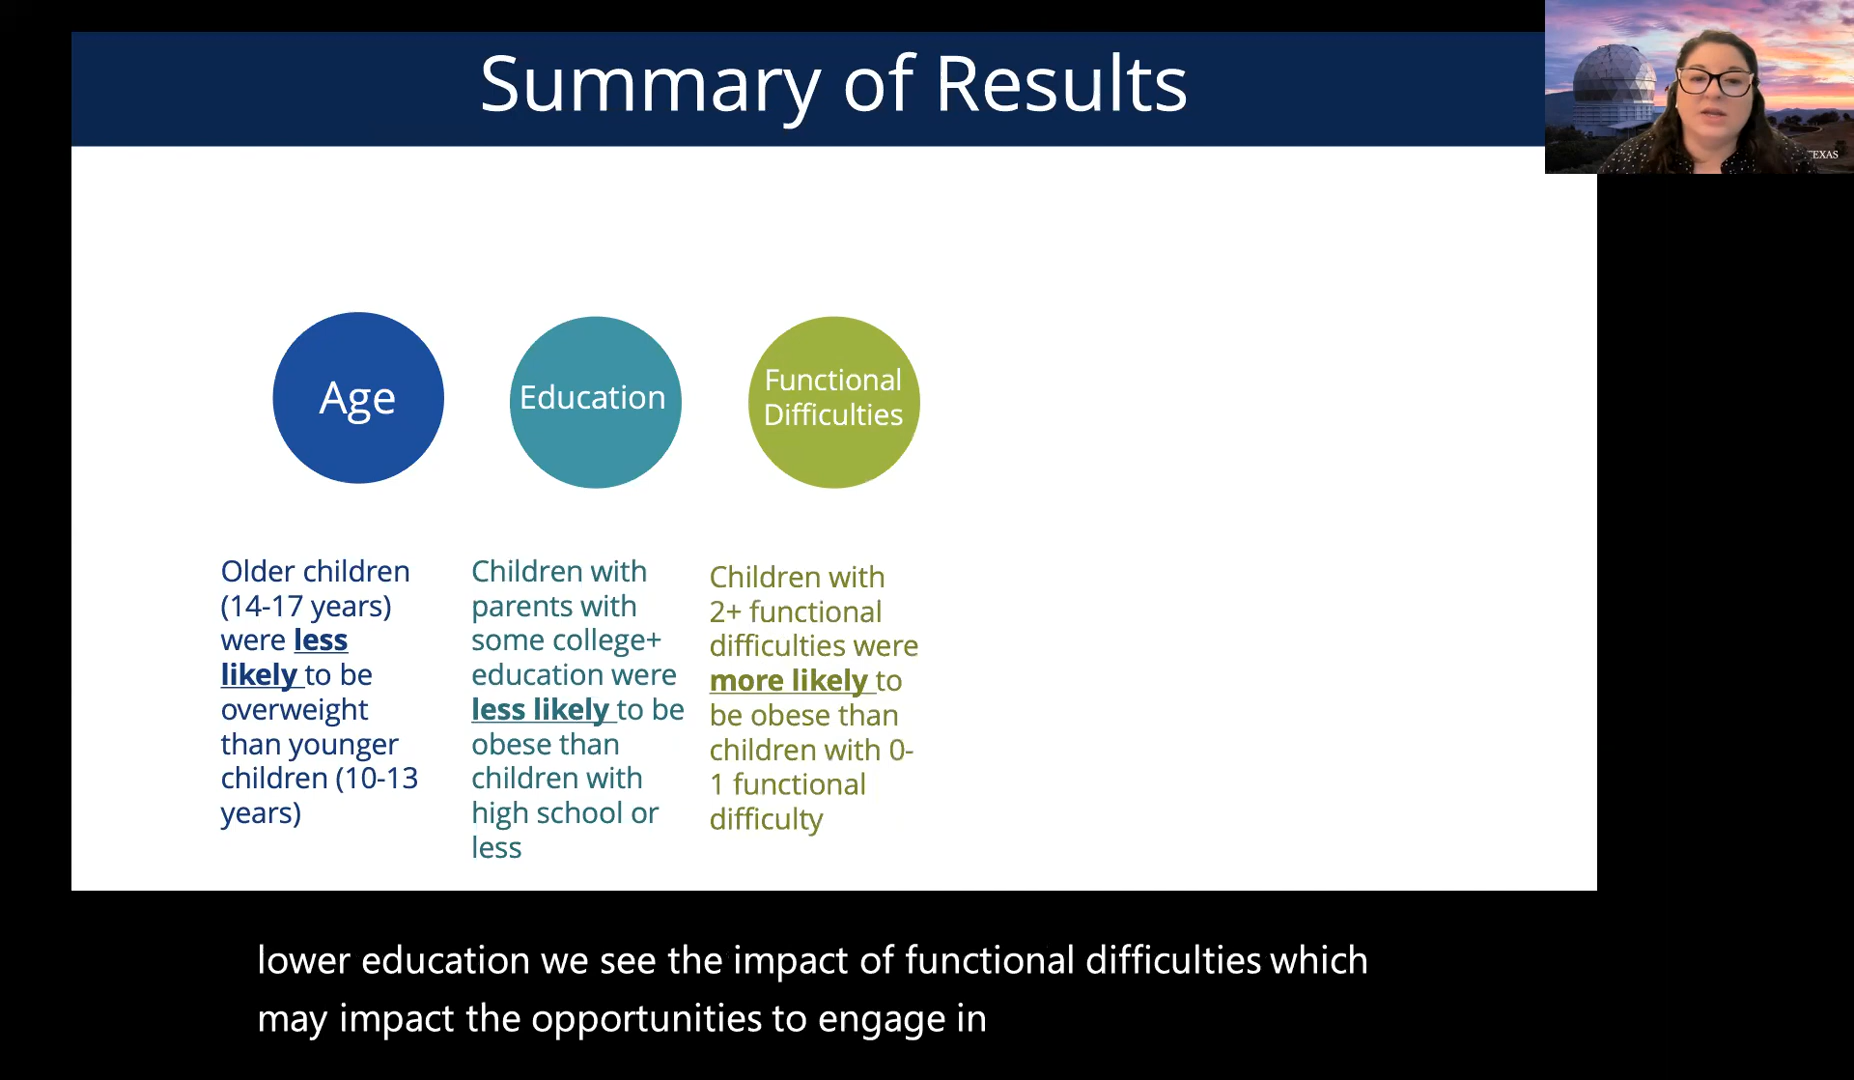 Summary of Results
TEXAS
Age
Education
Functional
Difficulties
Older children
(14-17 years)
were less
likely to be
overweight
than younger
children (10-13
years)
Children with
parents with
some college+
education were
less likely to be
obese than
children with
high school or
less
Children with
2+ functional
difficulties were
more likely to
be obese than
children with 0-
1 functional
difficulty
lower education we see the impact of functional difficulties which
may impact the opportunities to engage in